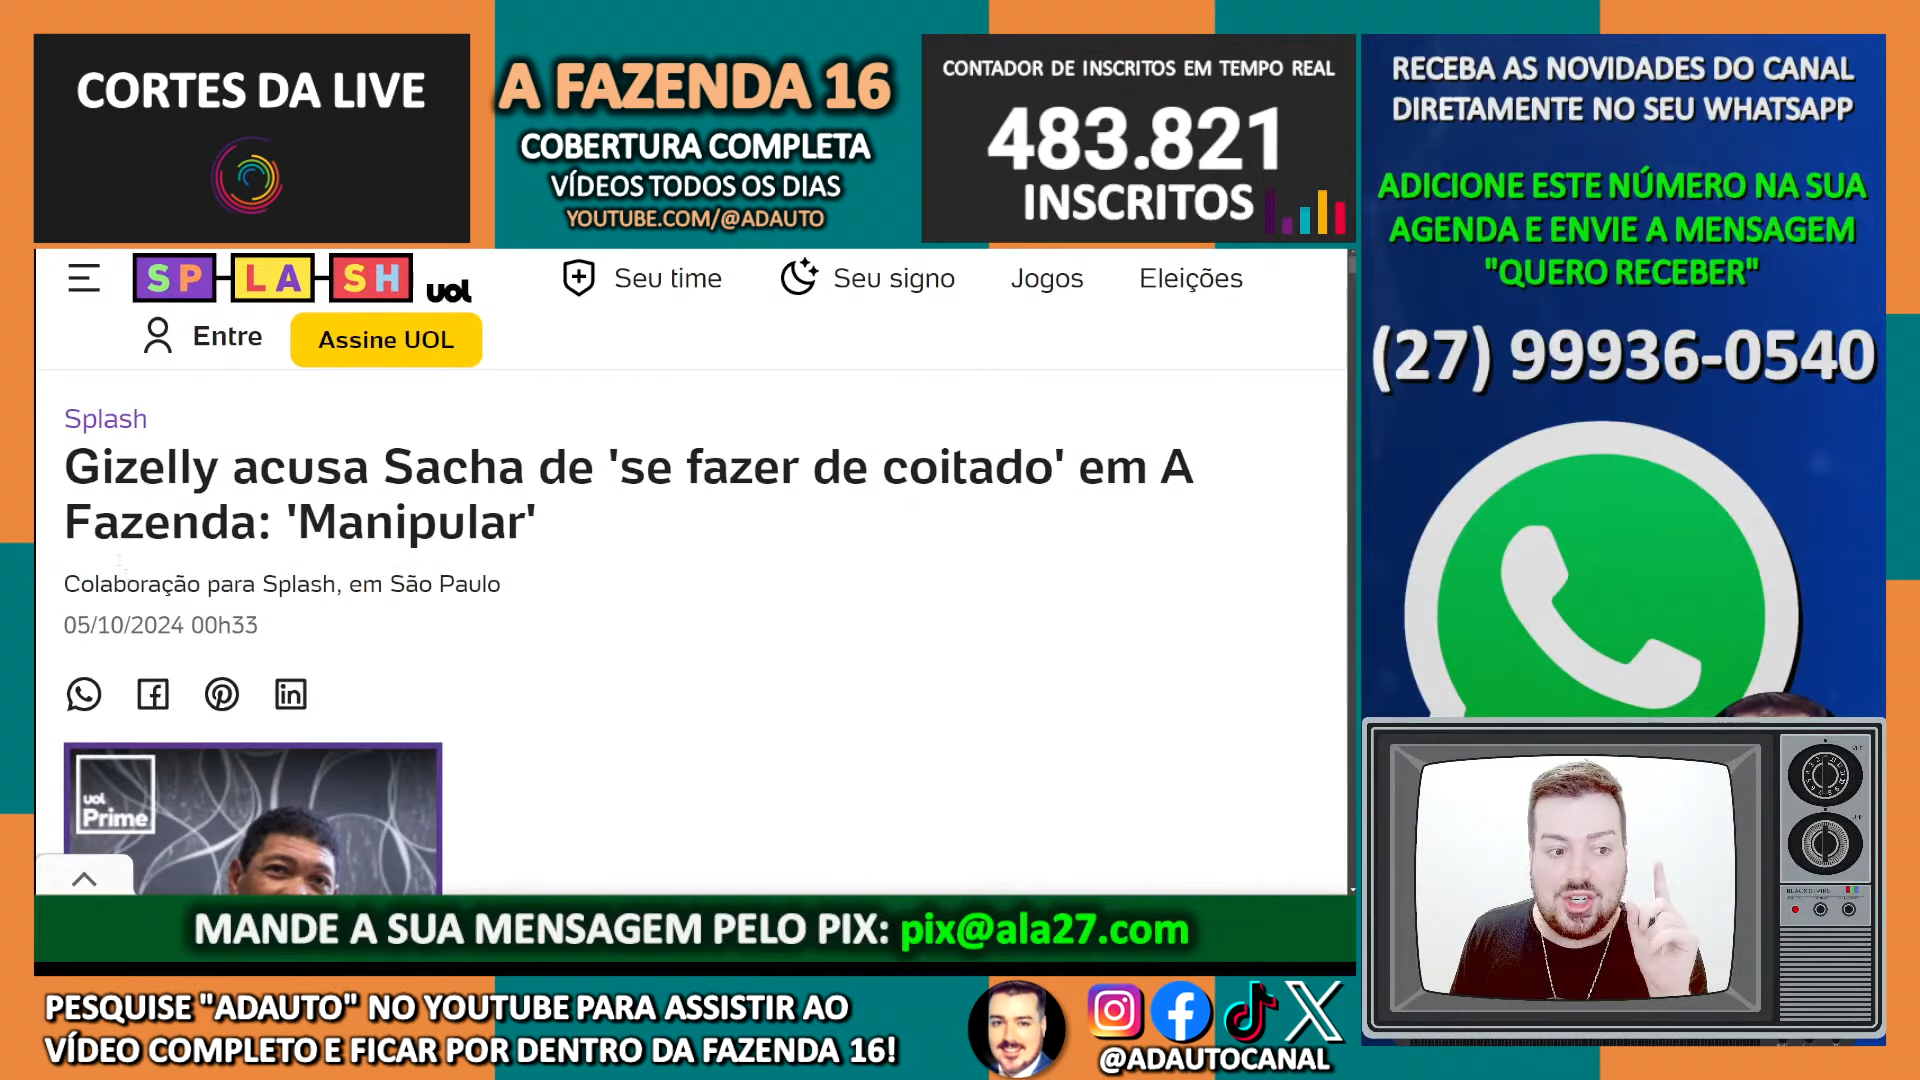 CORTES DA LIVE
A FAZENDA 16
COBERTURA COMPLETA
VÍDEOS TODOS OS DIAS
YOUTUBE.COM/@ADAUTO
CONTADOR DE INSCRITOS EM TEMPO REAL
483.821
INSCRITOS
RECEBA AS NOVIDADES DO CANAL
DIRETAMENTE NO SEU WHATSAPP
ADICIONE ESTE NÚMERO NA SUA
AGENDA E ENVIE A MENSAGEM
"QUERO RECEBER"
(27) 99936-0540
SPLASH uol
Seu time
Seu signo
Jogos
Eleições
Entre
Assine UOL
Splash
Gizelly acusa Sacha de 'se fazer de coitado' em A
Fazenda: 'Manipular'
Colaboração para Splash, em São Paulo
05/10/2024 00h33
uol
Prime
MANDE A SUA MENSAGEM PELO PIX: pix@ala27.com
PESQUISE "ADAUTO" NO YOUTUBE PARA ASSISTIR AO
VÍDEO COMPLETO E FICAR POR DENTRO DA FAZENDA 16!
@ADAUTOCANAL